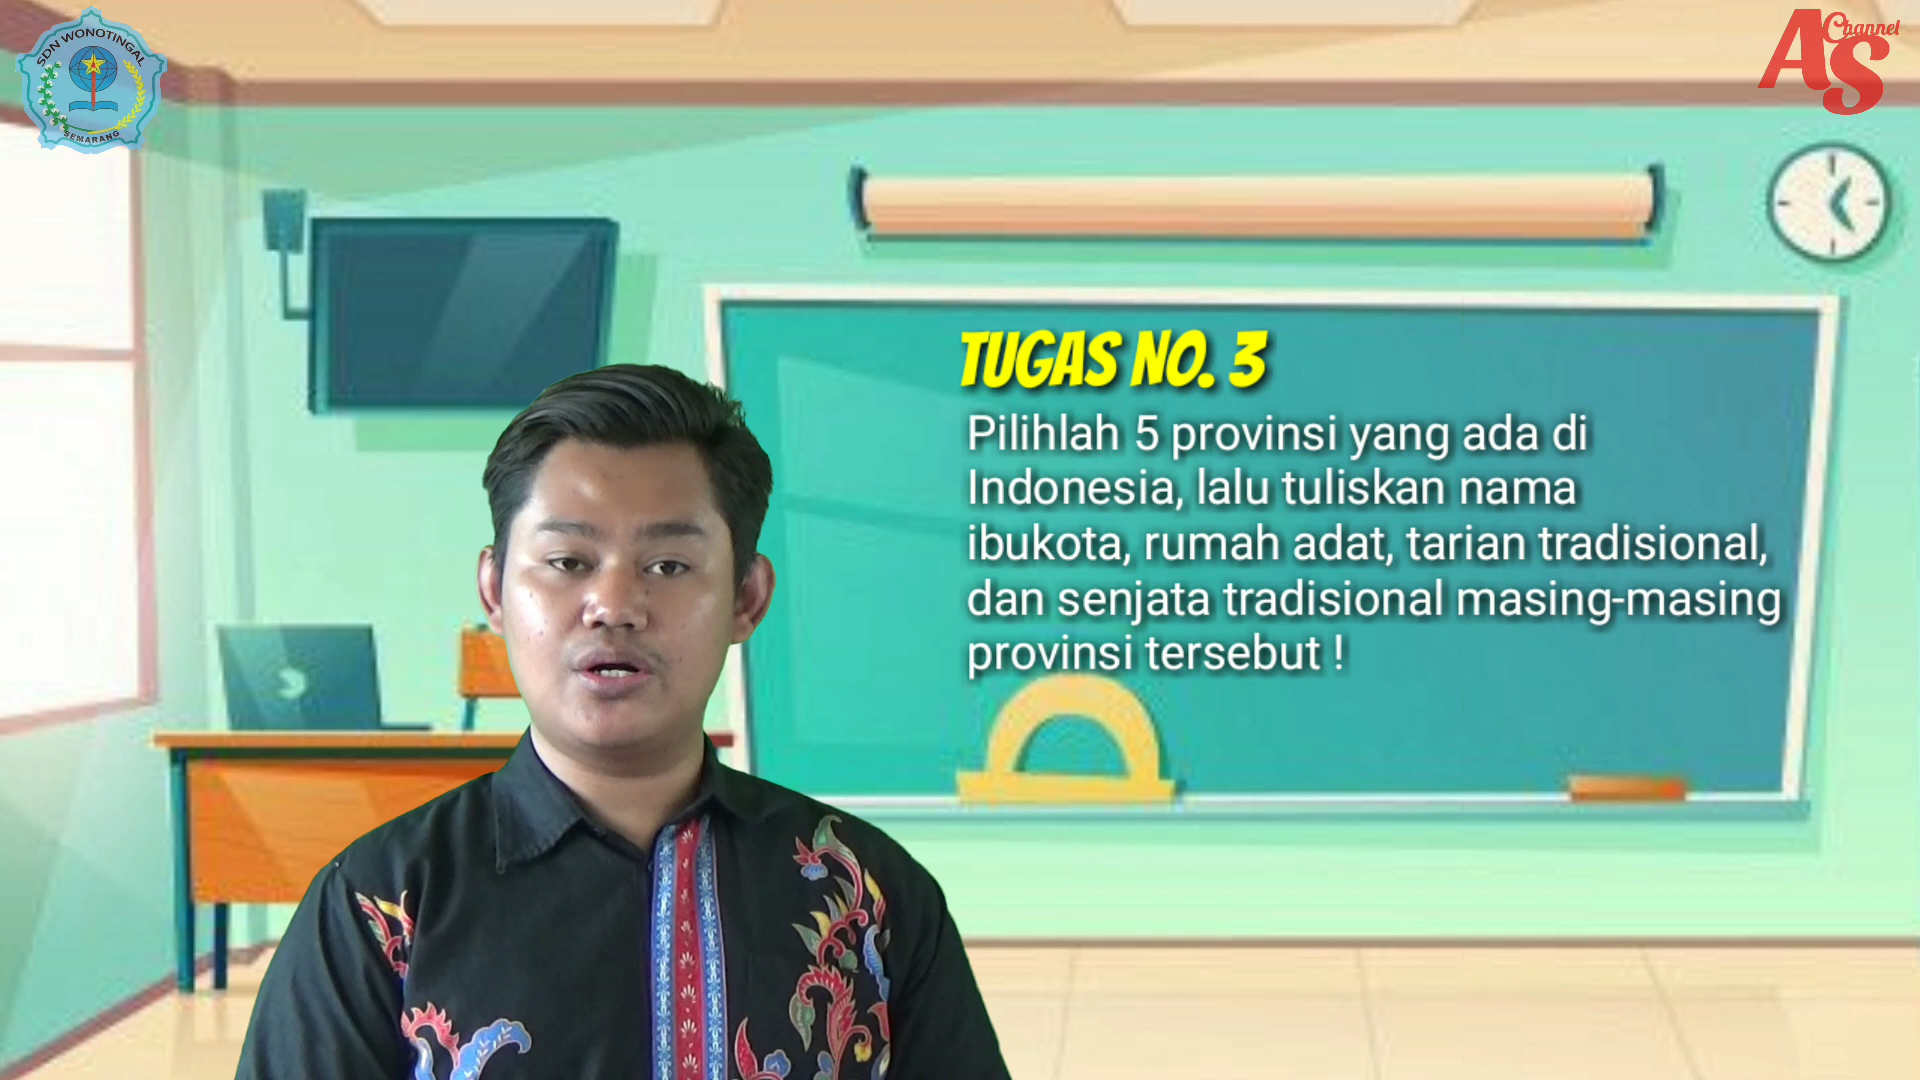 SDN WONOTINGAL
SEMARANG
AS
Channel
TUGAS NO. 3
Pilihlah 5 provinsi yang ada di
Indonesia, lalu tuliskan nama
ibukota, rumah adat, tarian tradisional,
dan senjata tradisional masing-masing
provinsi tersebut !